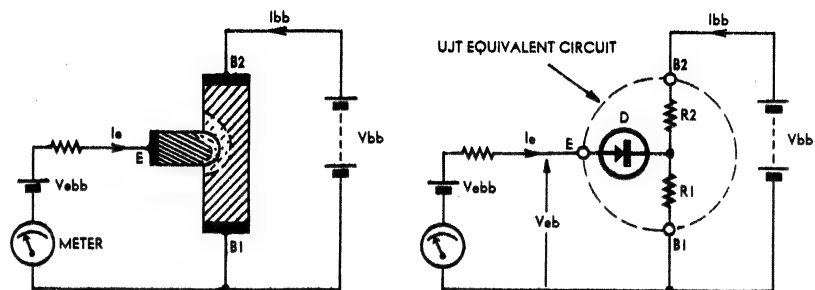 Ibb
B2
Ie
E
Vbb
Vebb
METER
B1
UJT EQUIVALENT CIRCUIT
Ibb
B2
D
R2
Ie
E
Vbb
Vebb
Veb
R1
B1